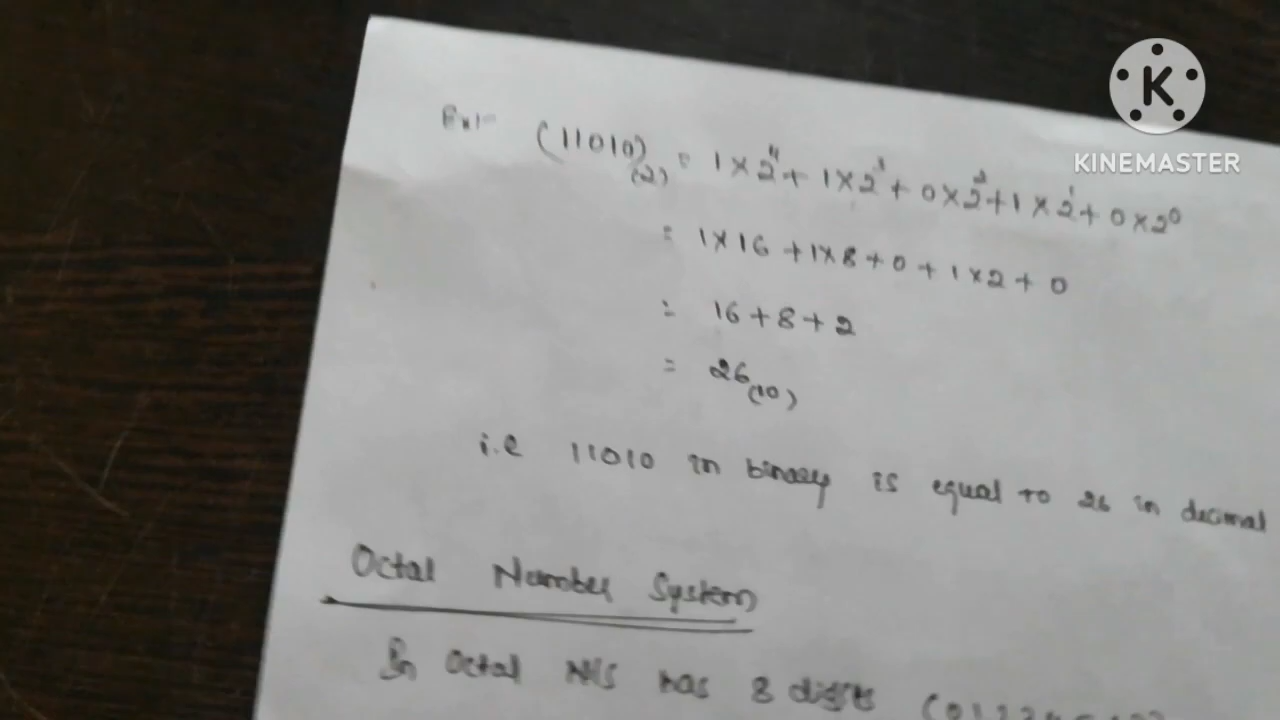 Ex:- (11010)(2) = 1×2⁴ + 1×2³ + 0×2² + 1×2¹ + 0×2⁰
= 1×16 + 1×8 + 0 + 1×2 + 0
= 16 + 8 + 2
= 26(10)
i.e 11010 in binary is equal to 26 in decimal
Octal Number System
In Octal N/S has 8 digits
K
KINEMASTER